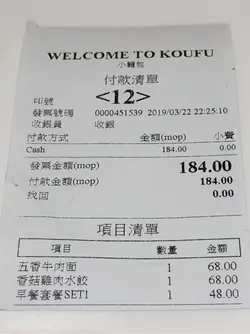 WELCOME TO KOUFU
小麵包
付款清單
叫號 <12>
發票號碼 0000451539 2019/03/22 22:25:10
收銀員 收銀
付款方式 金額(mop) 小費
Cash 184.00 0.00
發票金額(mop) 184.00
付款金額(mop) 184.00
找回 0.00
項目清單
項目 數量 金額
五香牛肉面 1 68.00
香菇雞肉水餃 1 68.00
早餐套餐SET1 1 48.00